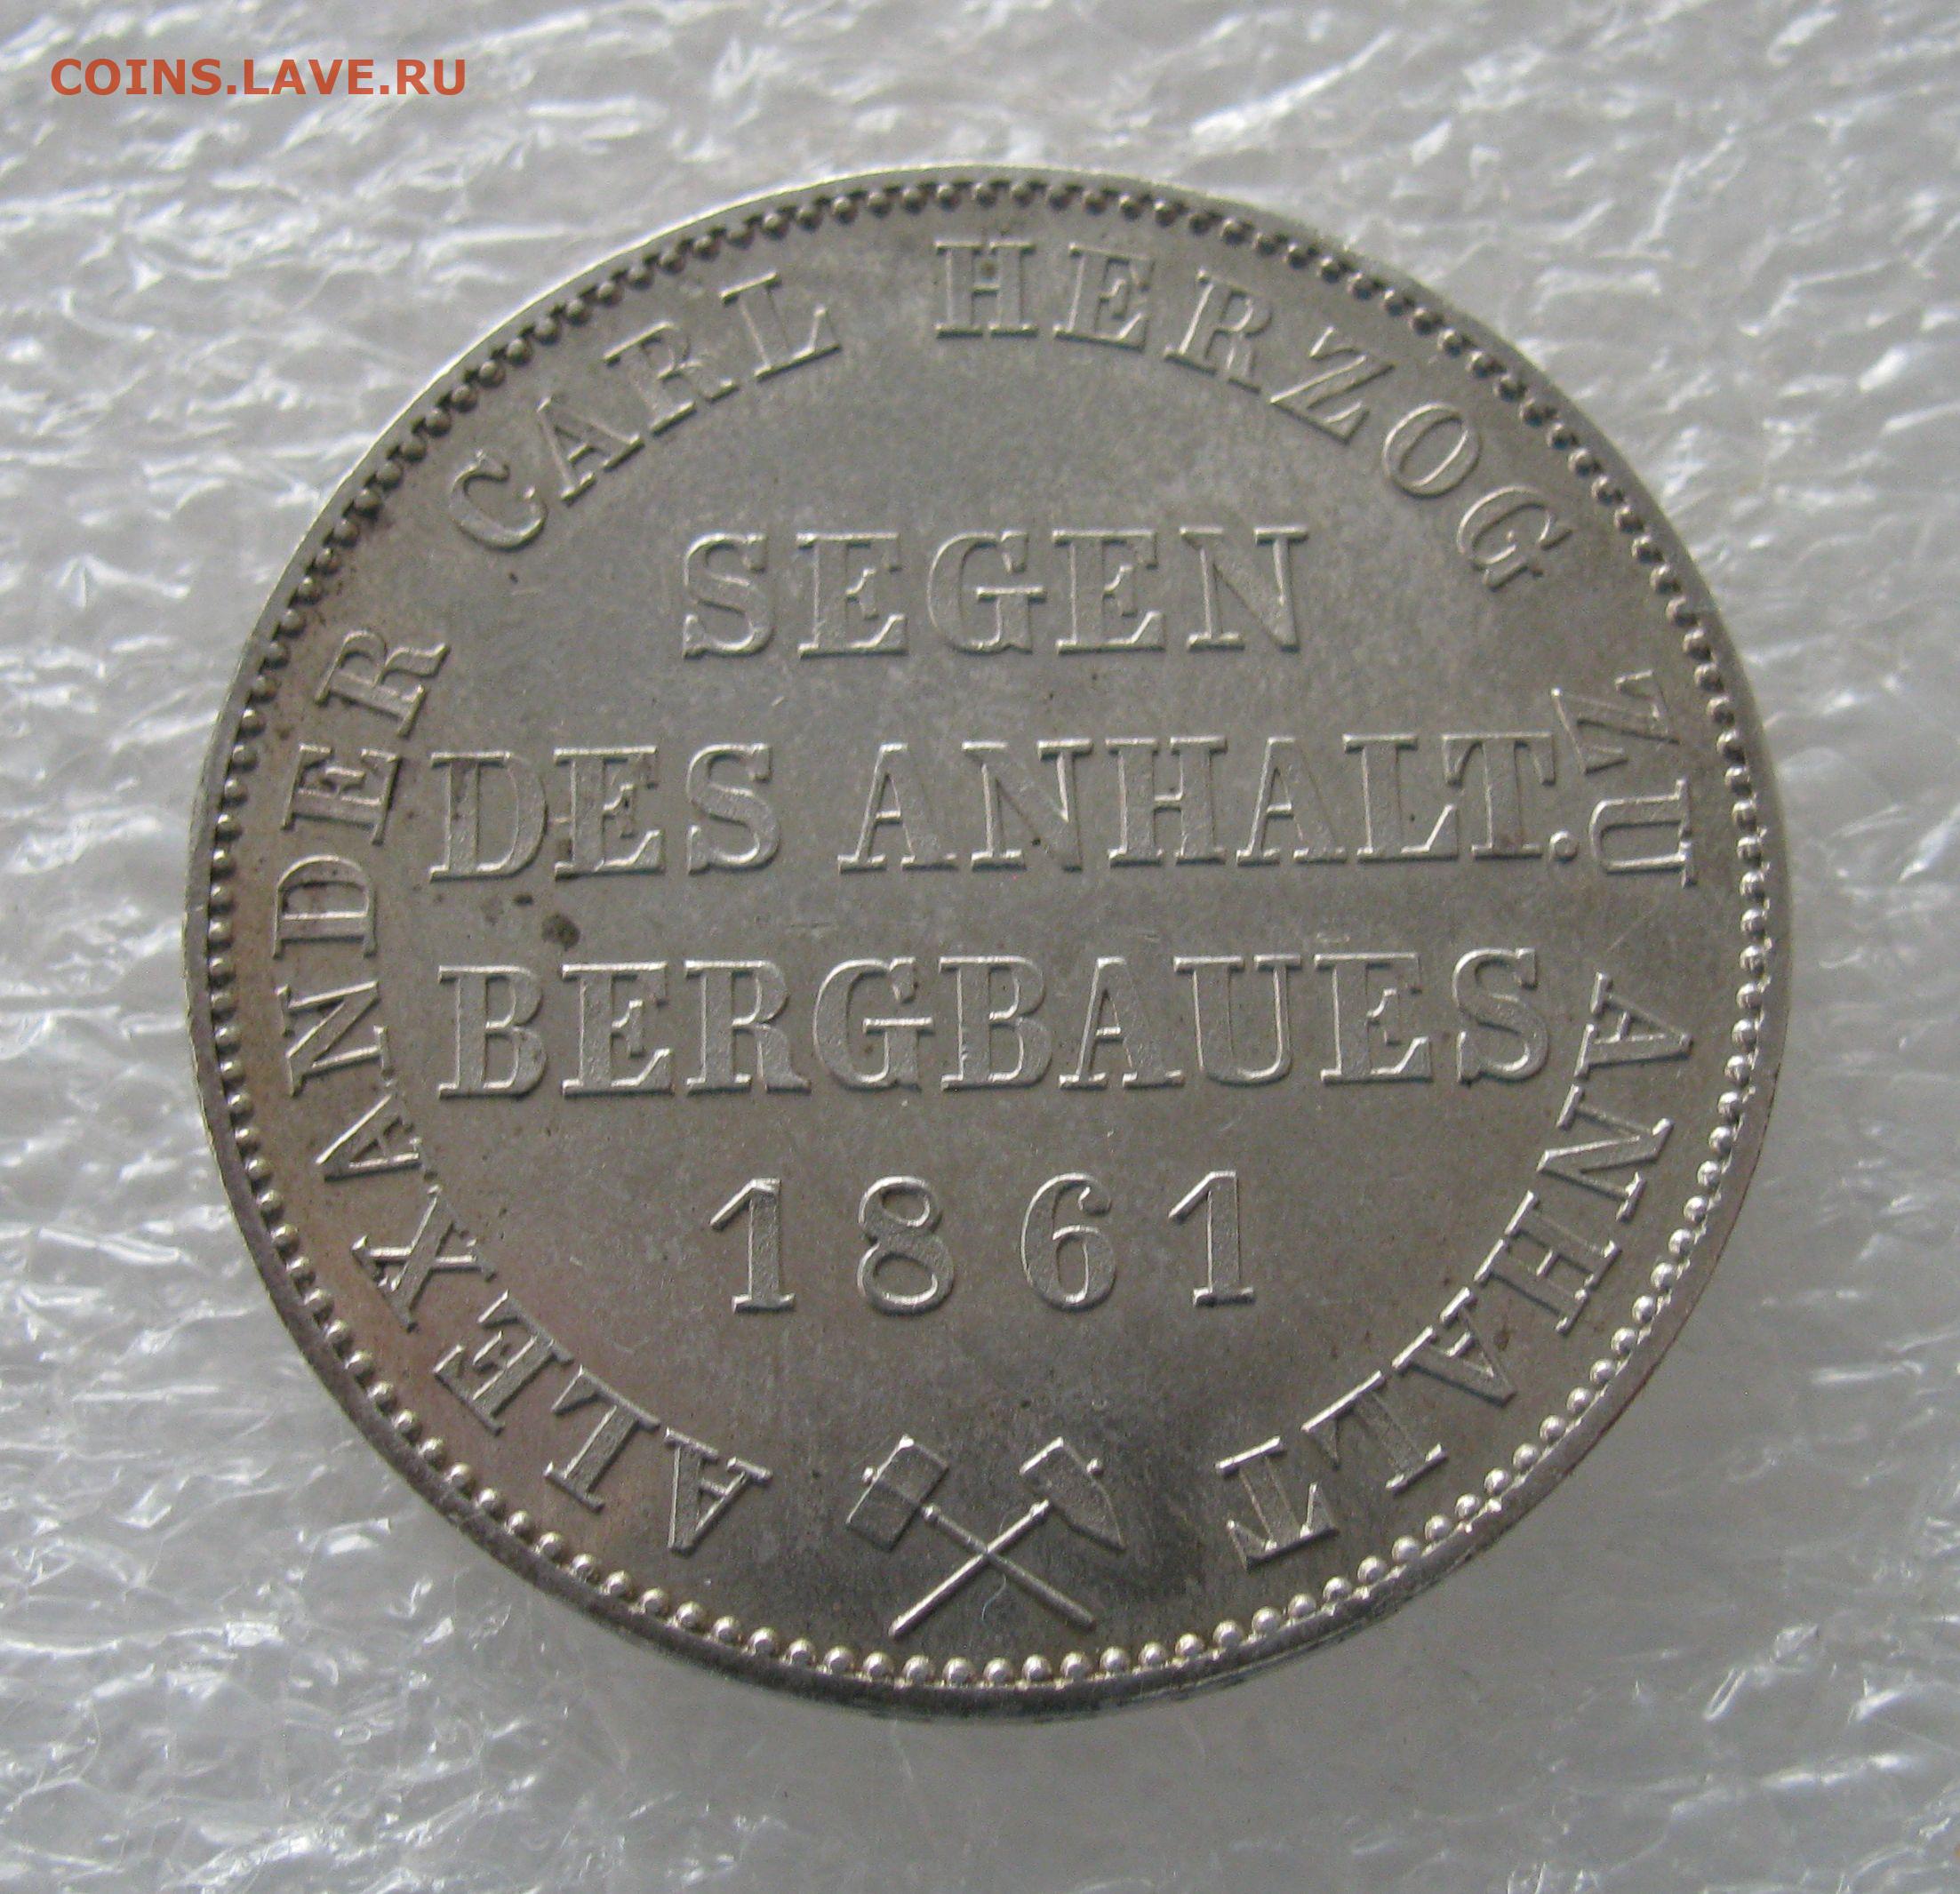 COINS.LAVE.RU
ALEXANDER CARL HERZOG ZU ANHALT
SEGEN
DES ANHALT.
BERGBAUES
1861